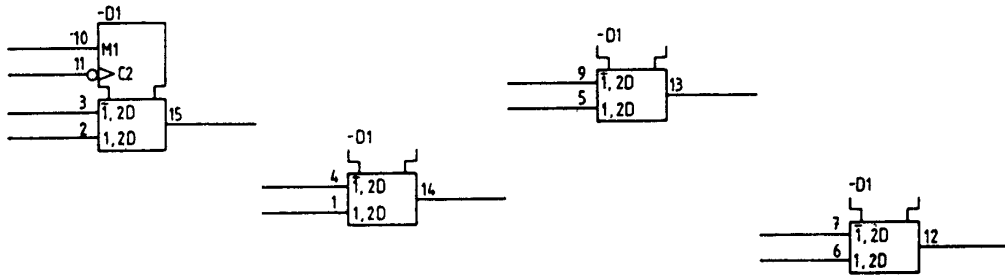 -D1
10 M1
11 C2
3 1̅, 2D 15
2 1, 2D
-D1
4 1̅, 2D 14
1 1, 2D
-D1
9 1̅, 2D 13
5 1, 2D
-D1
7 1̅, 2D 12
6 1, 2D